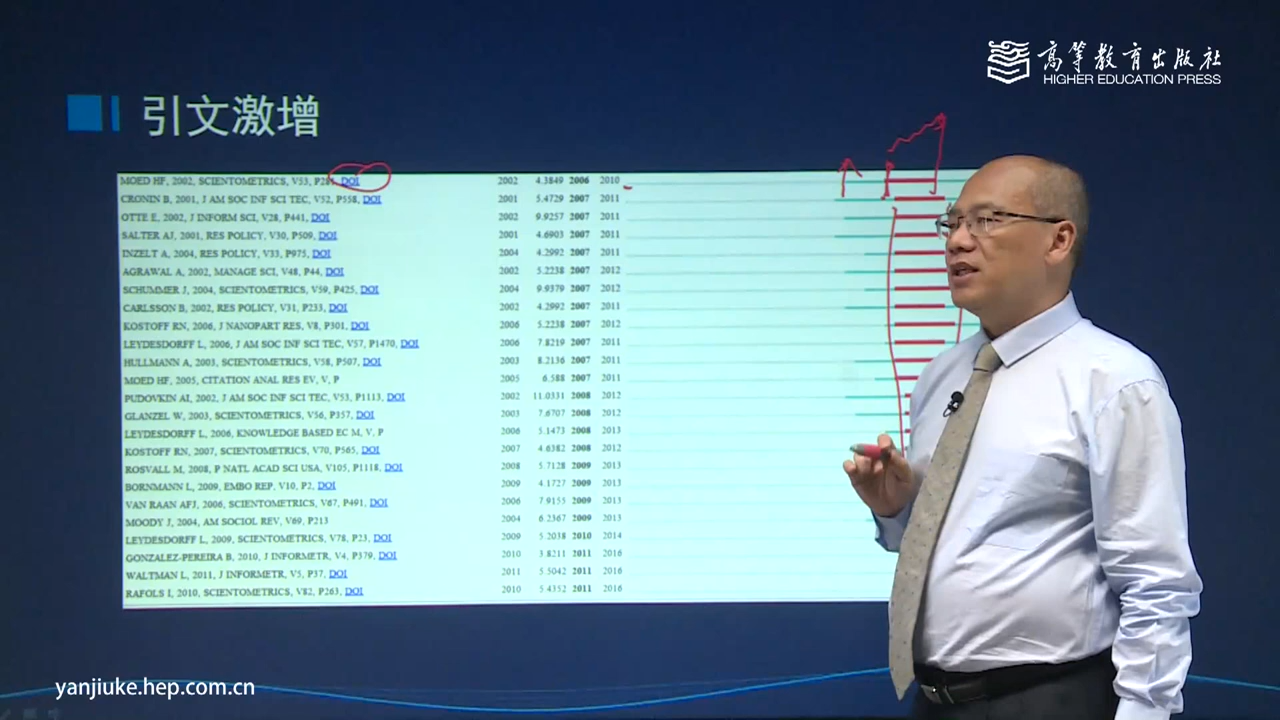 高等教育出版社
HIGHER EDUCATION PRESS
引文激增
MOED HF, 2002, SCIENTOMETRICS, V53, P281, DOI 2002 4.3849 2006 2010
CRONIN B, 2001, J AM SOC INF SCI TEC, V52, P558, DOI 2001 5.4729 2007 2011
OTTE E, 2002, J INFORM SCI, V28, P441, DOI 2002 9.9257 2007 2011
SALTER AJ, 2001, RES POLICY, V30, P509, DOI 2001 4.6903 2007 2011
INZELT A, 2004, RES POLICY, V33, P975, DOI 2004 4.2992 2007 2011
AGRAWAL A, 2002, MANAGE SCI, V48, P44, DOI 2002 5.2238 2007 2012
SCHUMMER J, 2004, SCIENTOMETRICS, V59, P425, DOI 2004 9.9379 2007 2012
CARLSSON B, 2002, RES POLICY, V31, P233, DOI 2002 4.2992 2007 2011
KOSTOFF RN, 2006, J NANOPART RES, V8, P301, DOI 2006 5.2238 2007 2012
LEYDESDORFF L, 2006, J AM SOC INF SCI TEC, V57, P1470, DOI 2006 7.8219 2007 2011
HULLMANN A, 2003, SCIENTOMETRICS, V58, P507, DOI 2003 8.2136 2007 2011
MOED HF, 2005, CITATION ANAL RES EV, V, P 2005 6.588 2007 2011
PUDOVKIN AI, 2002, J AM SOC INF SCI TEC, V53, P1113, DOI 2002 11.0331 2008 2012
GLANZEL W, 2003, SCIENTOMETRICS, V56, P357, DOI 2003 7.6707 2008 2012
LEYDESDORFF L, 2006, KNOWLEDGE BASED EC M, V, P 2006 5.1473 2008 2013
KOSTOFF RN, 2007, SCIENTOMETRICS, V70, P565, DOI 2007 4.6382 2008 2012
ROSVALL M, 2008, P NATL ACAD SCI USA, V105, P1118, DOI 2008 5.7128 2009 2013
BORNMANN L, 2009, EMBO REP, V10, P2, DOI 2009 4.1727 2009 2013
VAN RAAN AFJ, 2006, SCIENTOMETRICS, V67, P491, DOI 2006 7.9155 2009 2013
MOODY J, 2004, AM SOCIOL REV, V69, P213 2004 6.2367 2009 2013
LEYDESDORFF L, 2009, SCIENTOMETRICS, V78, P23, DOI 2009 5.2038 2010 2014
GONZALEZ-PEREIRA B, 2010, J INFORMETR, V4, P379, DOI 2010 3.8211 2011 2016
WALTMAN L, 2011, J INFORMETR, V5, P37, DOI 2011 5.5042 2011 2016
RAFOLS I, 2010, SCIENTOMETRICS, V82, P263, DOI 2010 5.4352 2011 2016
yanjiuke.hep.com.cn